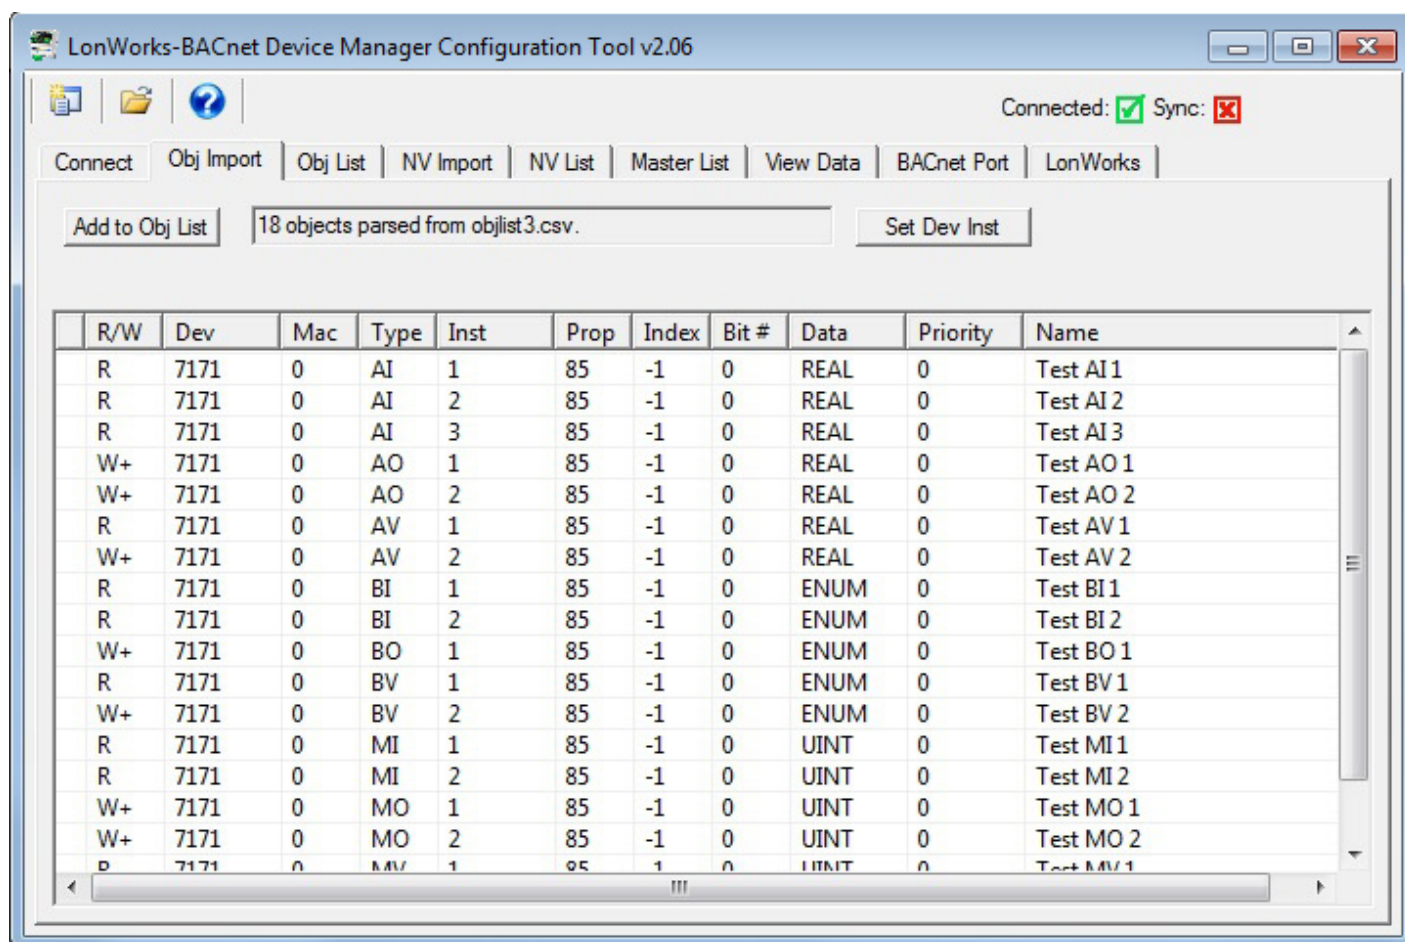 LonWorks-BACnet Device Manager Configuration Tool v2.06
Connected: Sync:
Connect Obj Import Obj List NV Import NV List Master List View Data BACnet Port LonWorks
Add to Obj List 18 objects parsed from objlist3.csv. Set Dev Inst
R/W Dev Mac Type Inst Prop Index Bit # Data Priority Name
R 7171 0 AI 1 85 -1 0 REAL 0 Test AI 1
R 7171 0 AI 2 85 -1 0 REAL 0 Test AI 2
R 7171 0 AI 3 85 -1 0 REAL 0 Test AI 3
W+ 7171 0 AO 1 85 -1 0 REAL 0 Test AO 1
W+ 7171 0 AO 2 85 -1 0 REAL 0 Test AO 2
R 7171 0 AV 1 85 -1 0 REAL 0 Test AV 1
W+ 7171 0 AV 2 85 -1 0 REAL 0 Test AV 2
R 7171 0 BI 1 85 -1 0 ENUM 0 Test BI 1
R 7171 0 BI 2 85 -1 0 ENUM 0 Test BI 2
W+ 7171 0 BO 1 85 -1 0 ENUM 0 Test BO 1
R 7171 0 BV 1 85 -1 0 ENUM 0 Test BV 1
W+ 7171 0 BV 2 85 -1 0 ENUM 0 Test BV 2
R 7171 0 MI 1 85 -1 0 UINT 0 Test MI 1
R 7171 0 MI 2 85 -1 0 UINT 0 Test MI 2
W+ 7171 0 MO 1 85 -1 0 UINT 0 Test MO 1
W+ 7171 0 MO 2 85 -1 0 UINT 0 Test MO 2
R 7171 0 MV 1 85 -1 0 UINT 0 Test MV 1